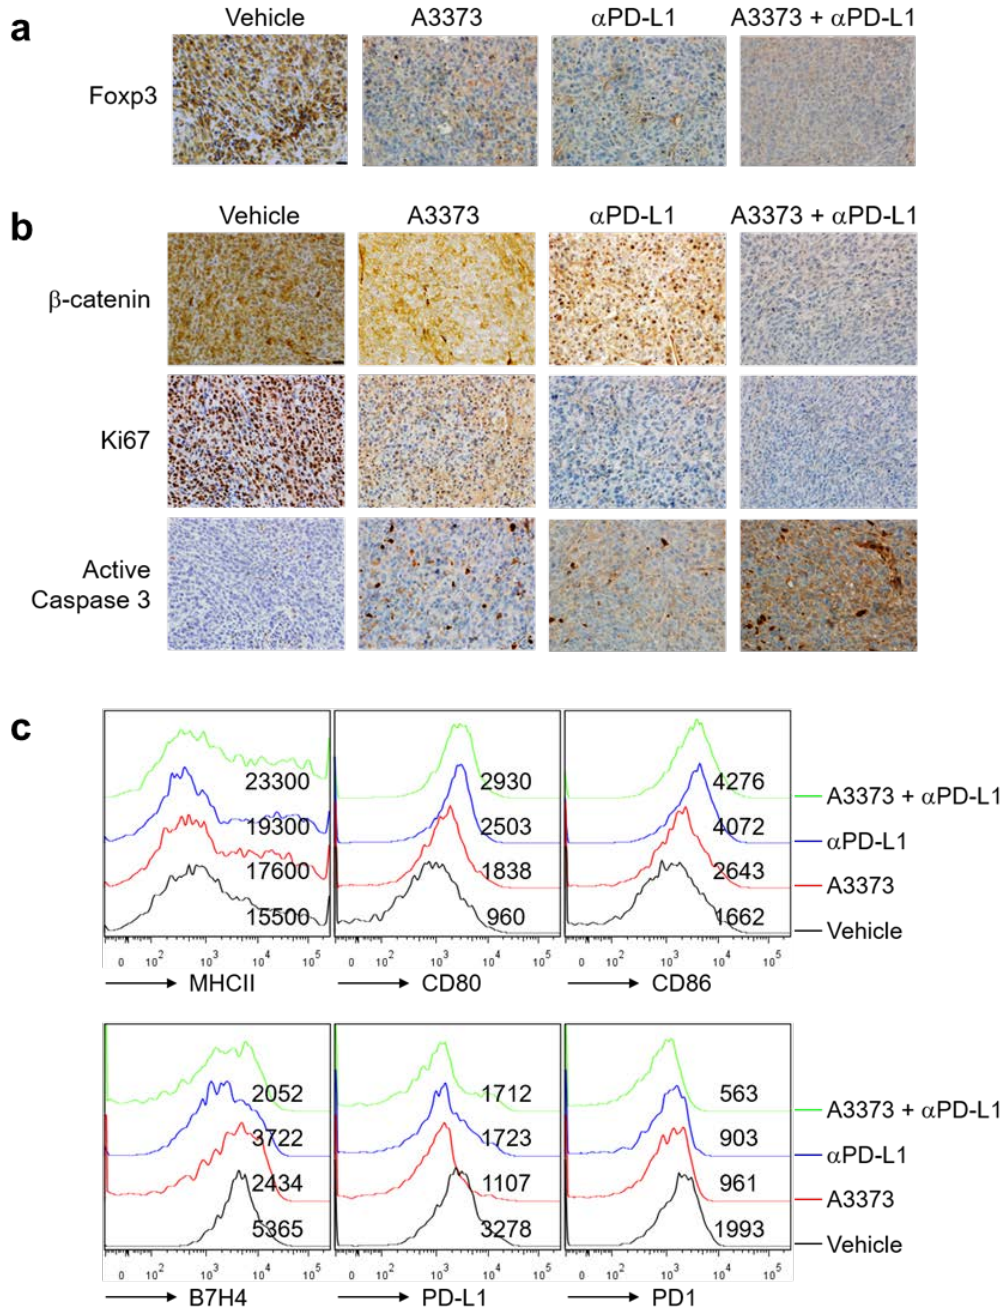 a
Vehicle A3373 αPD-L1 A3373 + αPD-L1
Foxp3
b
Vehicle A3373 αPD-L1 A3373 + αPD-L1
β-catenin
Ki67
Active
Caspase 3
c
23300 2930 4276 A3373 + αPD-L1
19300 2503 4072 αPD-L1
17600 1838 2643 A3373
15500 960 1662 Vehicle
0 10² 10³ 10⁴ 10⁵ 0 10² 10³ 10⁴ 10⁵ 0 10² 10³ 10⁴ 10⁵
MHCII CD80 CD86
2052 1712 563 A3373 + αPD-L1
3722 1723 903 αPD-L1
2434 1107 961 A3373
5365 3278 1993 Vehicle
0 10² 10³ 10⁴ 10⁵ 0 10² 10³ 10⁴ 10⁵ 0 10² 10³ 10⁴ 10⁵
B7H4 PD-L1 PD1